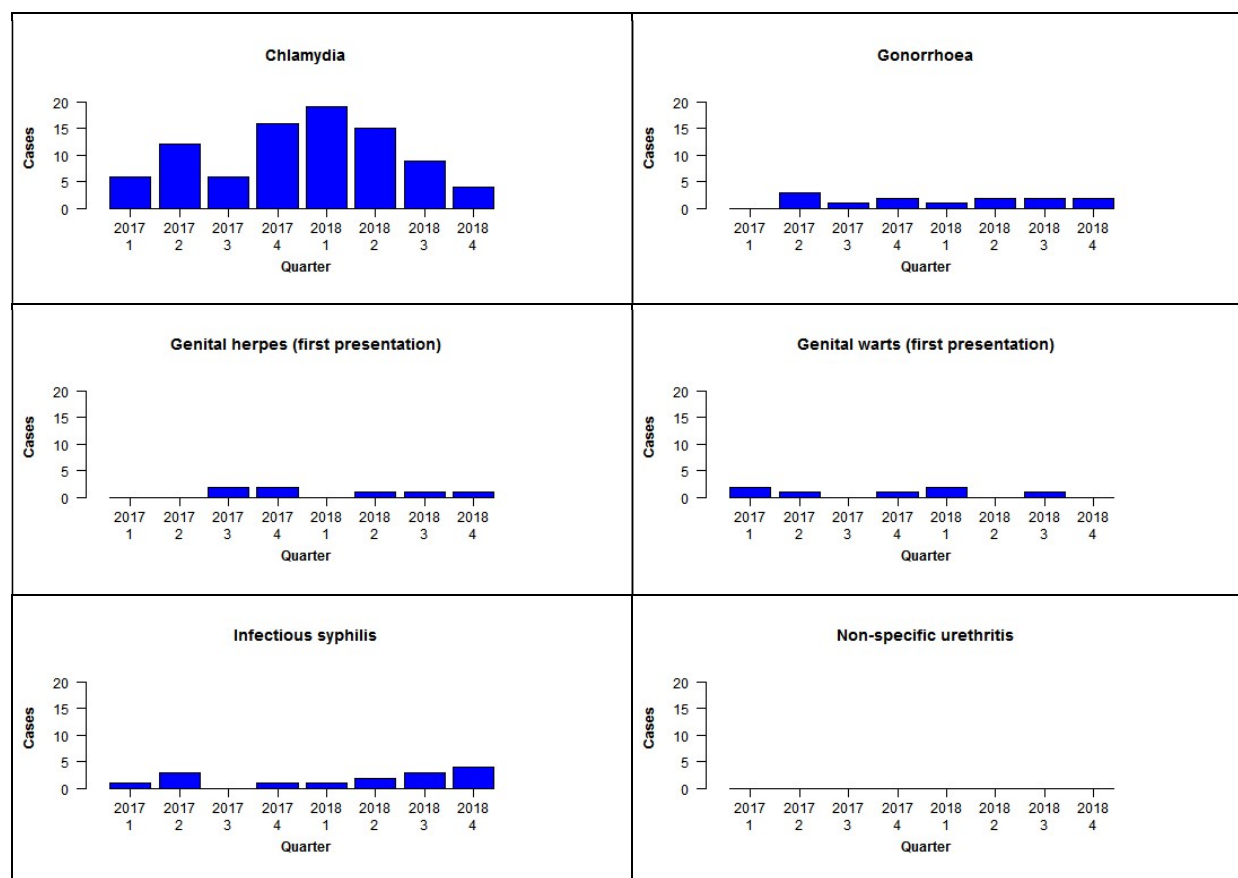 Chlamydia
Cases
20
15
10
5
0
2017 2017 2017 2017 2018 2018 2018 2018
1 2 3 4 1 2 3 4
Quarter
Gonorrhoea
Cases
20
15
10
5
0
2017 2017 2017 2017 2018 2018 2018 2018
1 2 3 4 1 2 3 4
Quarter
Genital herpes (first presentation)
Cases
20
15
10
5
0
2017 2017 2017 2017 2018 2018 2018 2018
1 2 3 4 1 2 3 4
Quarter
Genital warts (first presentation)
Cases
20
15
10
5
0
2017 2017 2017 2017 2018 2018 2018 2018
1 2 3 4 1 2 3 4
Quarter
Infectious syphilis
Cases
20
15
10
5
0
2017 2017 2017 2017 2018 2018 2018 2018
1 2 3 4 1 2 3 4
Quarter
Non-specific urethritis
Cases
20
15
10
5
0
2017 2017 2017 2017 2018 2018 2018 2018
1 2 3 4 1 2 3 4
Quarter